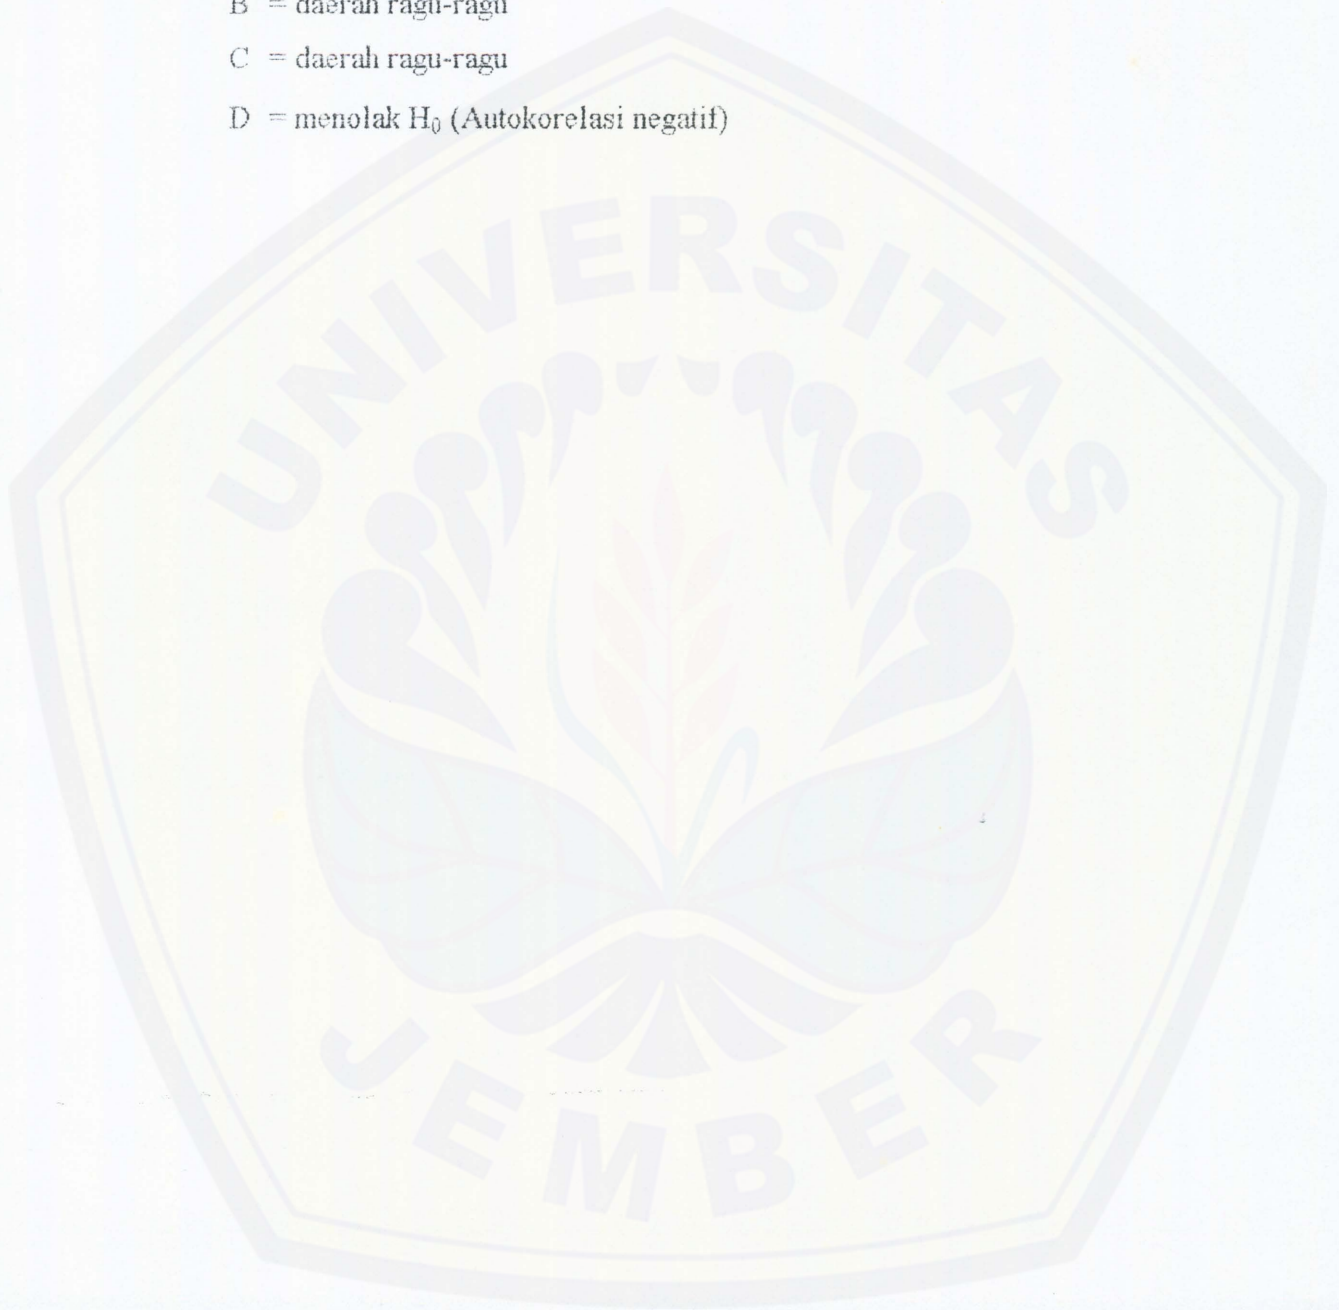 B = daerah ragu-ragu
C = daerah ragu-ragu
D = menolak H₀ (Autokorelasi negatif)
UNIVERSITAS
JEMBER